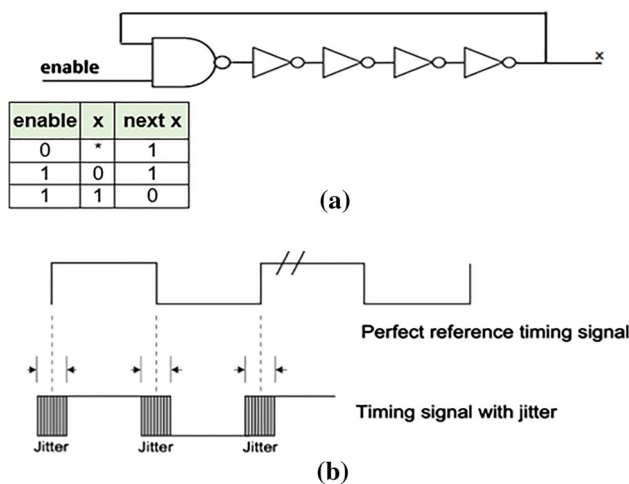 x
enable
enable x next x
0 * 1
1 0 1
1 1 0
(a)
Perfect reference timing signal
Timing signal with jitter
Jitter Jitter Jitter
(b)